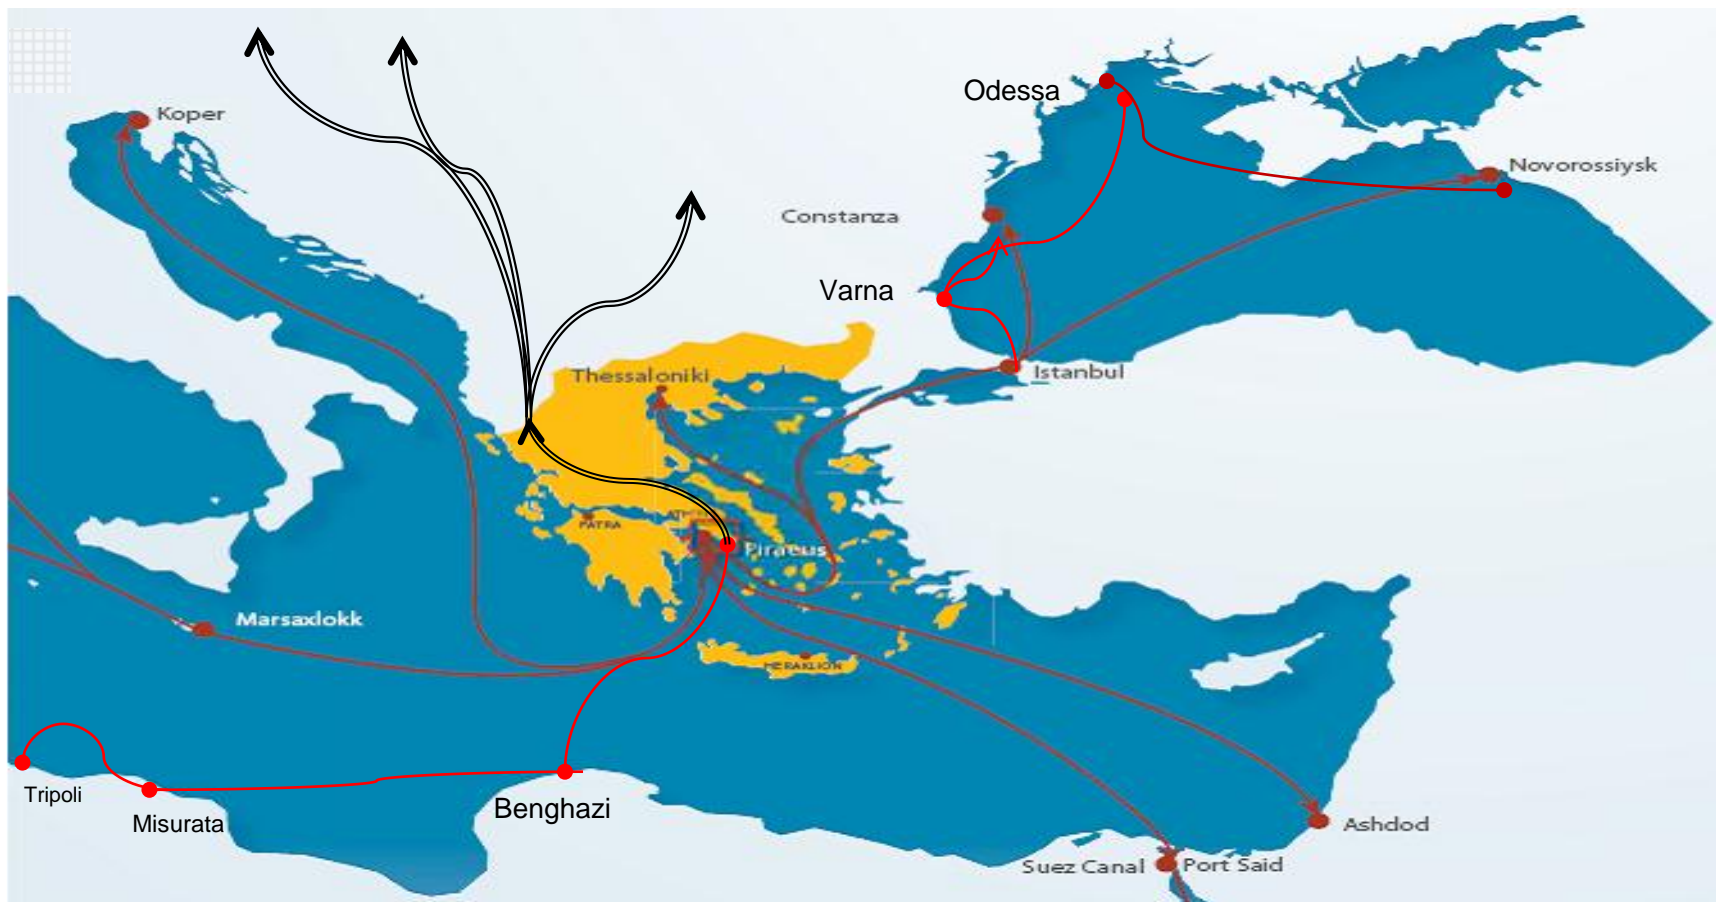 Odessa
Koper
Novorossiysk
Constanza
Varna
Istanbul
Thessaloniki
PATRA
Piraeus
Marsaxlokk
HERAKLION
Tripoli
Misurata
Benghazi
Ashdod
Suez Canal
Port Said